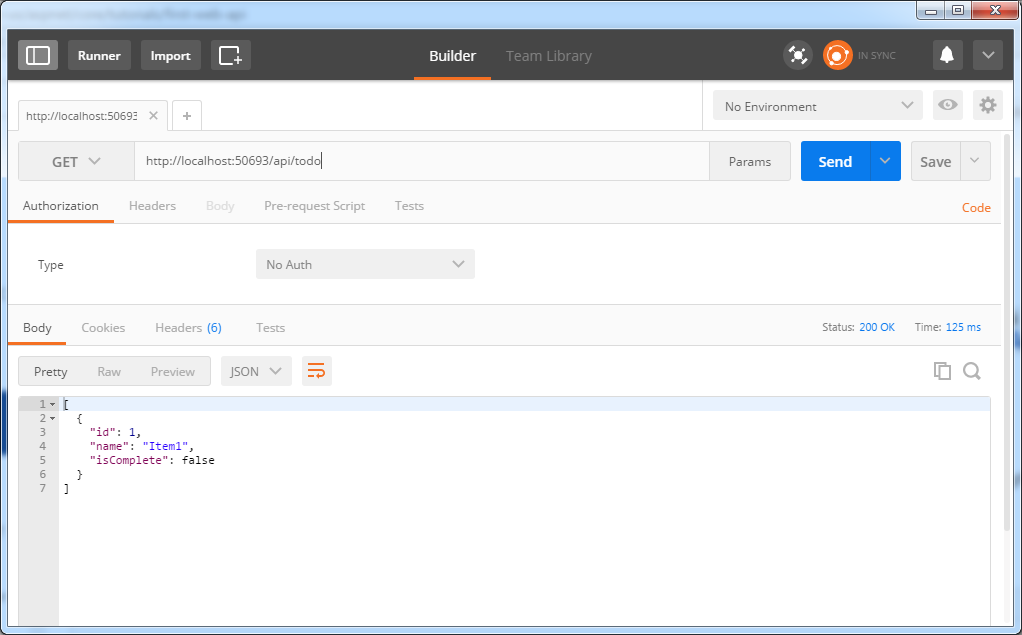 Runner Import Builder Team Library IN SYNC
http://localhost:50693 No Environment
GET http://localhost:50693/api/todo Params Send Save
Authorization Headers Body Pre-request Script Tests Code
Type No Auth
Body Cookies Headers (6) Tests Status: 200 OK Time: 125 ms
Pretty Raw Preview JSON
1 [
2 {
3 "id": 1,
4 "name": "Item1",
5 "isComplete": false
6 }
7 ]